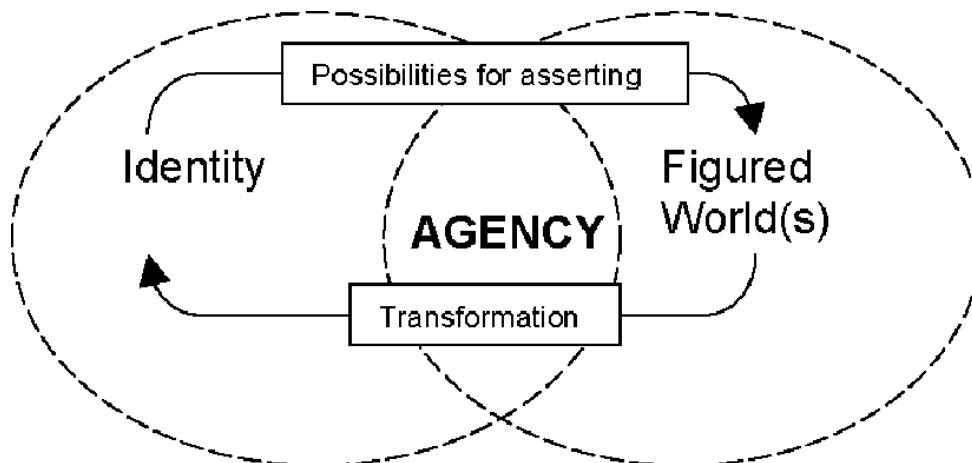 Possibilities for asserting
Identity
Figured
World(s)
AGENCY
Transformation